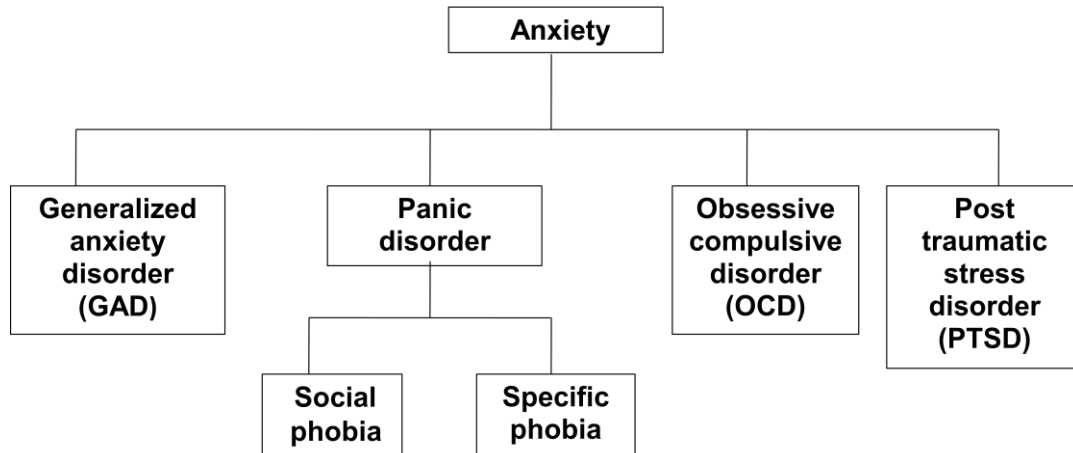 Anxiety
Generalized
anxiety
disorder
(GAD)
Panic
disorder
Obsessive
compulsive
disorder
(OCD)
Post
traumatic
stress
disorder
(PTSD)
Social
phobia
Specific
phobia